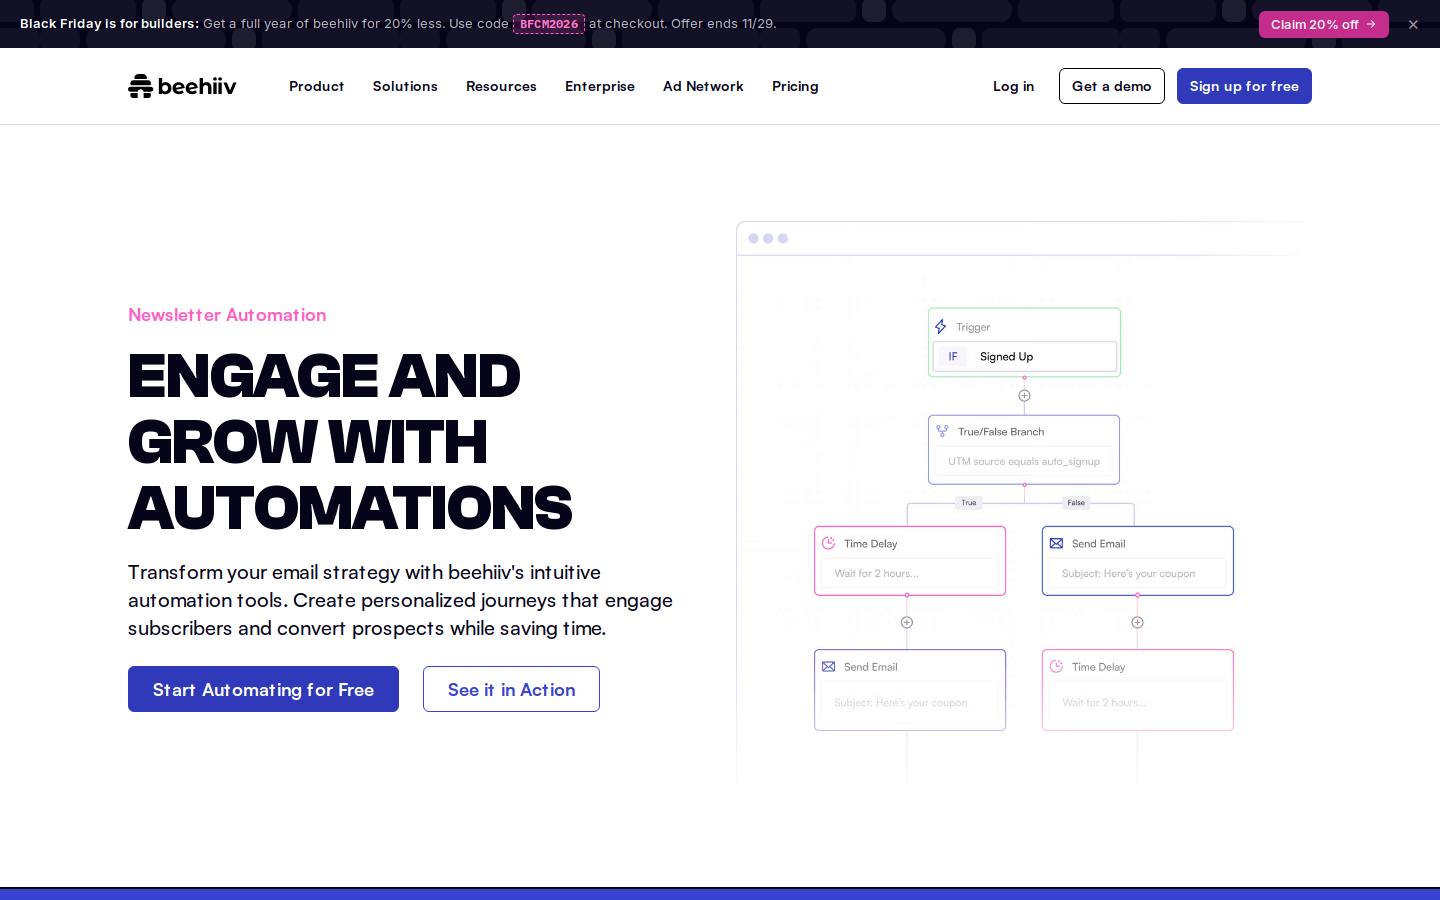 Black Friday is for builders: Get a full year of beehiiv for 20% less. Use code BFCM2026 at checkout. Offer ends 11/29.
Claim 20% off →
beehiiv
Product Solutions Resources Enterprise Ad Network Pricing
Log in Get a demo Sign up for free
Newsletter Automation
ENGAGE AND
GROW WITH
AUTOMATIONS
Transform your email strategy with beehiiv's intuitive
automation tools. Create personalized journeys that engage
subscribers and convert prospects while saving time.
Start Automating for Free
See it in Action
Trigger
IF Signed Up
True/False Branch
UTM source equals auto_signup
True False
Time Delay
Wait for 2 hours...
Send Email
Subject: Here's your coupon
Send Email
Subject: Here's your coupon
Time Delay
Wait for 2 hours...